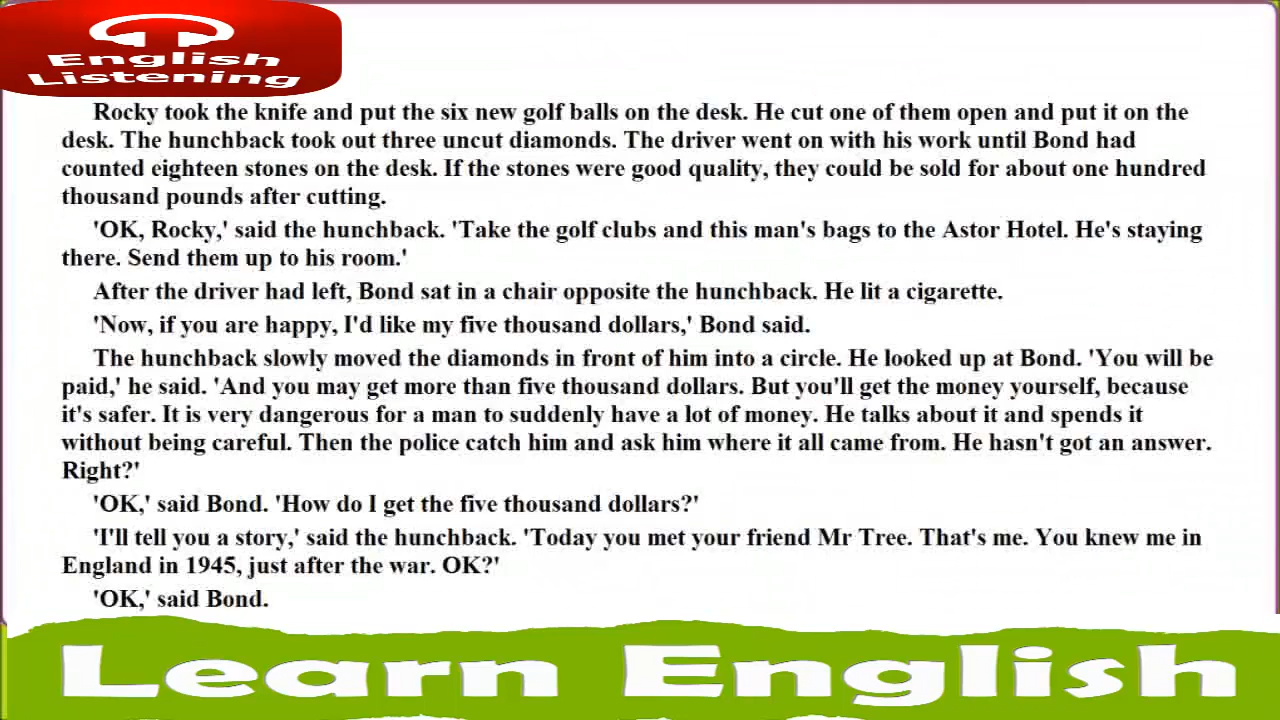 English
Listening
Rocky took the knife and put the six new golf balls on the desk. He cut one of them open and put it on the
desk. The hunchback took out three uncut diamonds. The driver went on with his work until Bond had
counted eighteen stones on the desk. If the stones were good quality, they could be sold for about one hundred
thousand pounds after cutting.
'OK, Rocky,' said the hunchback. 'Take the golf clubs and this man's bags to the Astor Hotel. He's staying
there. Send them up to his room.'
After the driver had left, Bond sat in a chair opposite the hunchback. He lit a cigarette.
'Now, if you are happy, I'd like my five thousand dollars,' Bond said.
The hunchback slowly moved the diamonds in front of him into a circle. He looked up at Bond. 'You will be
paid,' he said. 'And you may get more than five thousand dollars. But you'll get the money yourself, because
it's safer. It is very dangerous for a man to suddenly have a lot of money. He talks about it and spends it
without being careful. Then the police catch him and ask him where it all came from. He hasn't got an answer.
Right?'
'OK,' said Bond. 'How do I get the five thousand dollars?'
'I'll tell you a story,' said the hunchback. 'Today you met your friend Mr Tree. That's me. You knew me in
England in 1945, just after the war. OK?'
'OK,' said Bond.
Learn English